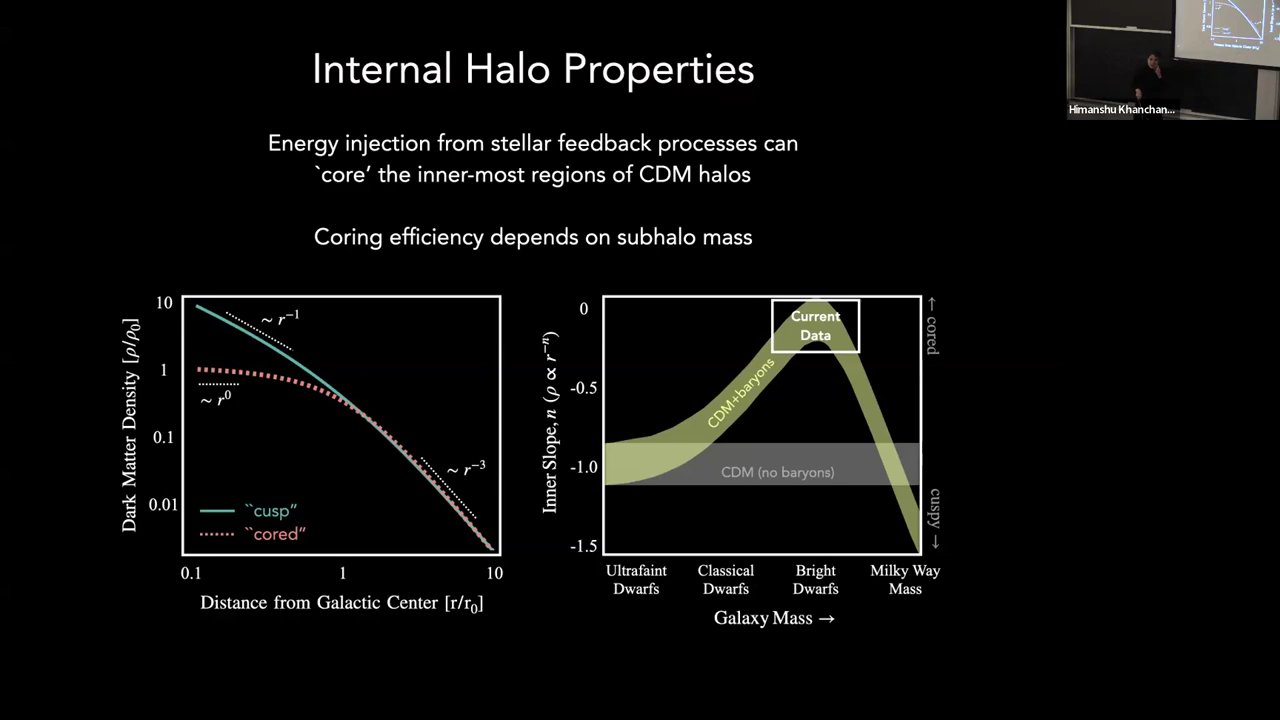 Internal Halo Properties
Energy injection from stellar feedback processes can
`core’ the inner-most regions of CDM halos
Coring efficiency depends on subhalo mass
Dark Matter Density [ρ/ρ₀]
10
1
0.1
0.01
~ r⁻¹
~ r⁰
~ r⁻³
``cusp”
``cored”
0.1
1
10
Distance from Galactic Center [r/r₀]
Inner Slope, n (ρ ∝ r⁻ⁿ)
0
-0.5
-1.0
-1.5
Current
Data
CDM+baryons
CDM (no baryons)
← cored
cuspy →
Ultrafaint
Dwarfs
Classical
Dwarfs
Bright
Dwarfs
Milky Way
Mass
Galaxy Mass →
Himanshu Khanchan...